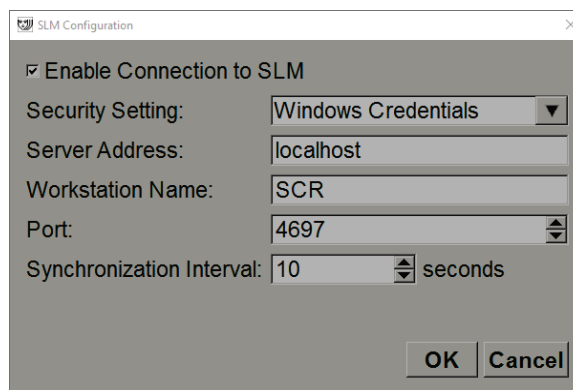 SLM Configuration
Enable Connection to SLM
Security Setting: Windows Credentials
Server Address: localhost
Workstation Name: SCR
Port: 4697
Synchronization Interval: 10 seconds
OK Cancel